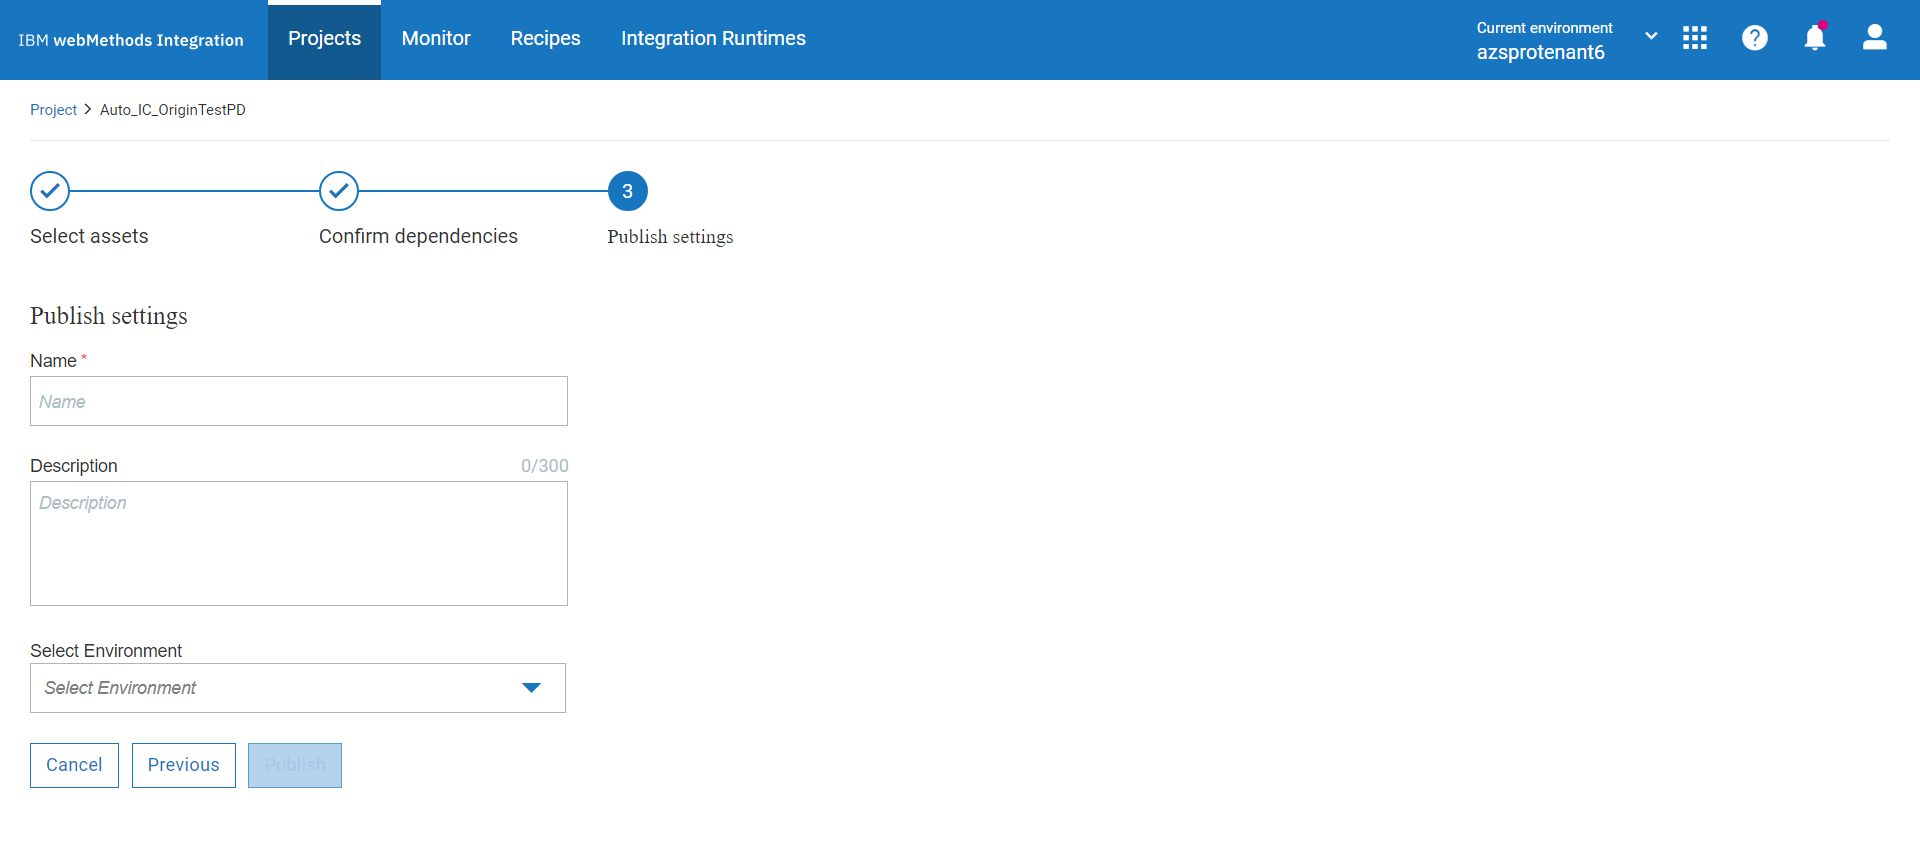 IBM webMethods Integration
Projects
Monitor
Recipes
Integration Runtimes
Current environment
azsprotenant6
?
Project > Auto_IC_OriginTestPD
3
Select assets
Confirm dependencies
Publish settings
Publish settings
Name *
Name
Description
0/300
Description
Select Environment
Select Environment
Cancel
Previous
Publish